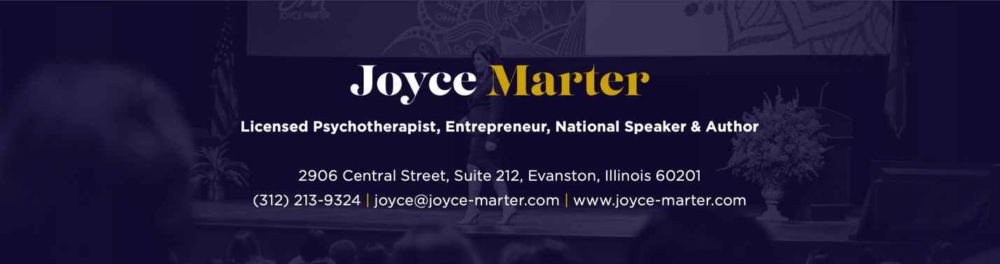 JOYCE MARTER
Joyce Marter
Licensed Psychotherapist, Entrepreneur, National Speaker & Author
2906 Central Street, Suite 212, Evanston, Illinois 60201
(312) 213-9324 | joyce@joyce-marter.com | www.joyce-marter.com